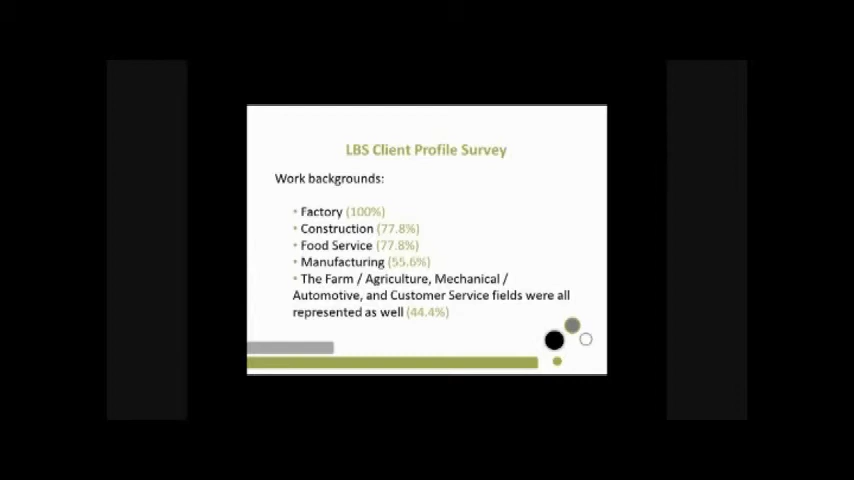 LBS Client Profile Survey
Work backgrounds:
• Factory (100%)
• Construction (77.8%)
• Food Service (77.8%)
• Manufacturing (55.6%)
• The Farm / Agriculture, Mechanical /
Automotive, and Customer Service fields were all
represented as well (44.4%)